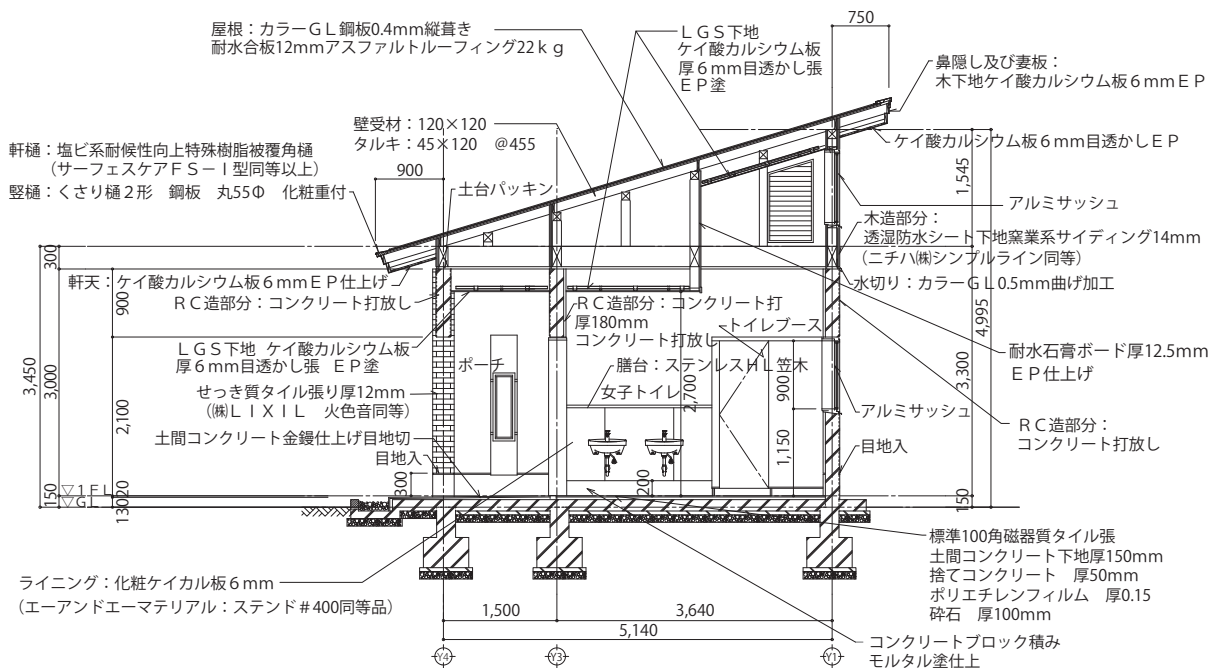 屋根：カラーＧＬ鋼板0.4mm縦葺き
耐水合板12mmアスファルトルーフィング22ｋｇ
ＬＧＳ下地
ケイ酸カルシウム板
厚６mm目透かし張
ＥＰ塗
750
鼻隠し及び妻板：
木下地ケイ酸カルシウム板６mmＥＰ
壁受材：120×120
タルキ：45×120　@455
ケイ酸カルシウム板６mm目透かしＥＰ
軒樋：塩ビ系耐候性向上特殊樹脂被覆角樋
（サーフェスケアＦＳ－Ⅰ型同等以上）
竪樋：くさり樋２形　鋼板　丸55Φ　化粧重付
900
土台パッキン
1,545
アルミサッシュ
木造部分：
透湿防水シート下地窯業系サイディング14mm
（ニチハ㈱シンプルライン同等）
水切り：カラーＧＬ0.5mm曲げ加工
300
軒天：ケイ酸カルシウム板６mmＥＰ仕上げ
ＲＣ造部分：コンクリート打放し
900
ＲＣ造部分：コンクリート打
厚180mm
コンクリート打放し
トイレブース
4,995
ＬＧＳ下地 ケイ酸カルシウム板
厚６mm目透かし張　ＥＰ塗
ポーチ
膳台：ステンレスＨＬ笠木
女子トイレ
2,700
900
3,300
耐水石膏ボード厚12.5mm
ＥＰ仕上げ
3,450
3,000
2,100
せっき質タイル張り厚12mm
（㈱ＬＩＸＩＬ　火色音同等）
土間コンクリート金鏝仕上げ目地切
目地入
アルミサッシュ
ＲＣ造部分：
コンクリート打放し
1,150
目地入
▽１ＦＬ
▽ＧＬ
150
130
20
300
200
150
標準100角磁器質タイル張
土間コンクリート下地厚150mm
捨てコンクリート　厚50mm
ポリエチレンフィルム　厚0.15
砕石　厚100mm
ライニング：化粧ケイカル板６mm
（エーアンドエーマテリアル：ステンド＃400同等品）
1,500
3,640
5,140
コンクリートブロック積み
モルタル塗仕上
Y4
Y3
Y1